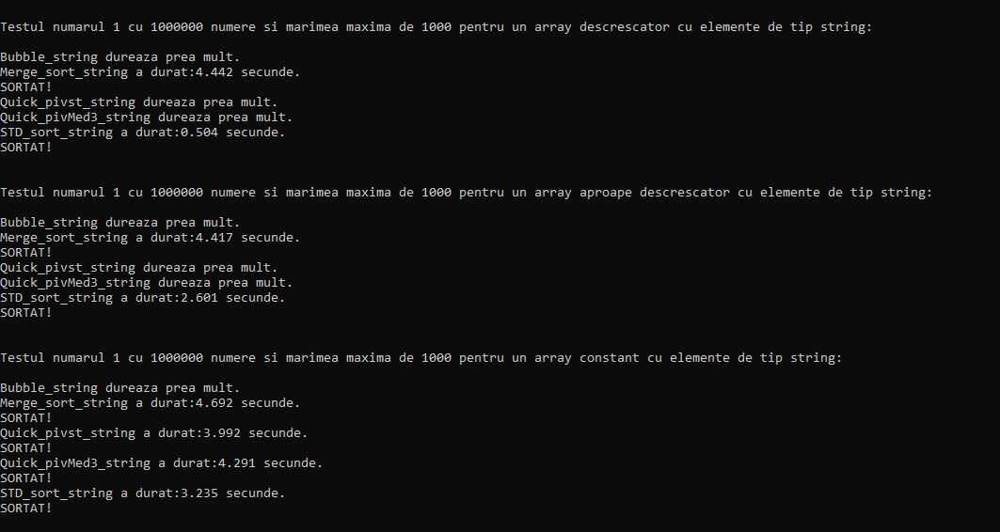 Testul numarul 1 cu 1000000 numere si marimea maxima de 1000 pentru un array descrescator cu elemente de tip string:
Bubble_string dureaza prea mult.
Merge_sort_string a durat:4.442 secunde.
SORTAT!
Quick_pivst_string dureaza prea mult.
Quick_pivMed3_string dureaza prea mult.
STD_sort_string a durat:0.504 secunde.
SORTAT!
Testul numarul 1 cu 1000000 numere si marimea maxima de 1000 pentru un array aproape descrescator cu elemente de tip string:
Bubble_string dureaza prea mult.
Merge_sort_string a durat:4.417 secunde.
SORTAT!
Quick_pivst_string dureaza prea mult.
Quick_pivMed3_string dureaza prea mult.
STD_sort_string a durat:2.601 secunde.
SORTAT!
Testul numarul 1 cu 1000000 numere si marimea maxima de 1000 pentru un array constant cu elemente de tip string:
Bubble_string dureaza prea mult.
Merge_sort_string a durat:4.692 secunde.
SORTAT!
Quick_pivst_string a durat:3.992 secunde.
SORTAT!
Quick_pivMed3_string a durat:4.291 secunde.
SORTAT!
STD_sort_string a durat:3.235 secunde.
SORTAT!